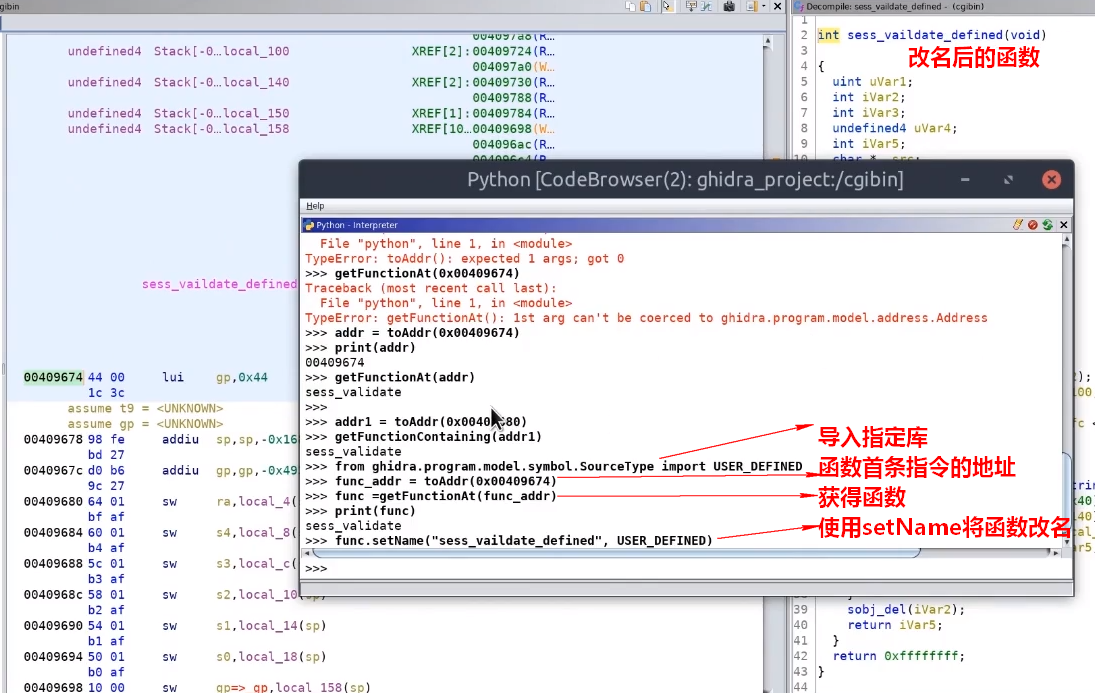 gibin
Decompile: sess_vaildate_defined - (cgibin)
004097a8(R…
undefined4 Stack[-0…local_100 XREF[2]:00409724(R…
004097a0(W…
undefined4 Stack[-0…local_140 XREF[2]:00409730(R…
00409788(R…
undefined4 Stack[-0…local_150 XREF[1]:00409784(R…
undefined4 Stack[-0…local_158 XREF[10…00409698(W…
004096ac(R…
004096c4(R…
sess_vaildate_defined
00409674 44 00 lui gp,0x44
1c 3c
assume t9 = <UNKNOWN>
assume gp = <UNKNOWN>
00409678 98 fe addiu sp,sp,-0x16
bd 27
0040967c d0 b6 addiu gp,gp,-0x49
9c 27
00409680 64 01 sw ra,local_4(
bf af
00409684 60 01 sw s4,local_8(
b4 af
00409688 5c 01 sw s3,local_c(
b3 af
0040968c 58 01 sw s2,local_10(sp)
b2 af
00409690 54 01 sw s1,local_14(sp)
b1 af
00409694 50 01 sw s0,local_18(sp)
b0 af
00409698 10 00 sw gp=>_gp,local_158(sp)
1
2 int sess_vaildate_defined(void)
3
改名后的函数
4 {
5 uint uVar1;
6 int iVar2;
7 int iVar3;
8 undefined4 uVar4;
9 int iVar5;
10 char *__src;
Python [CodeBrowser(2): ghidra_project:/cgibin]
Help
Python - Interpreter
File "python", line 1, in <module>
TypeError: toAddr(): expected 1 args; got 0
>>> getFunctionAt(0x00409674)
Traceback (most recent call last):
File "python", line 1, in <module>
TypeError: getFunctionAt(): 1st arg can't be coerced to ghidra.program.model.address.Address
>>> addr = toAddr(0x00409674)
>>> print(addr)
00409674
>>> getFunctionAt(addr)
sess_validate
>>>
>>> addr1 = toAddr(0x00409680)
>>> getFunctionContaining(addr1)
sess_validate
>>> from ghidra.program.model.symbol.SourceType import USER_DEFINED
>>> func_addr = toAddr(0x00409674)
>>> func =getFunctionAt(func_addr)
>>> print(func)
sess_validate
>>> func.setName("sess_vaildate_defined", USER_DEFINED)
>>>
导入指定库
函数首条指令的地址
获得函数
使用setName将函数改名
39 sobj_del(iVar2);
40 return iVar5;
41 }
42 return 0xffffffff;
43 }
44